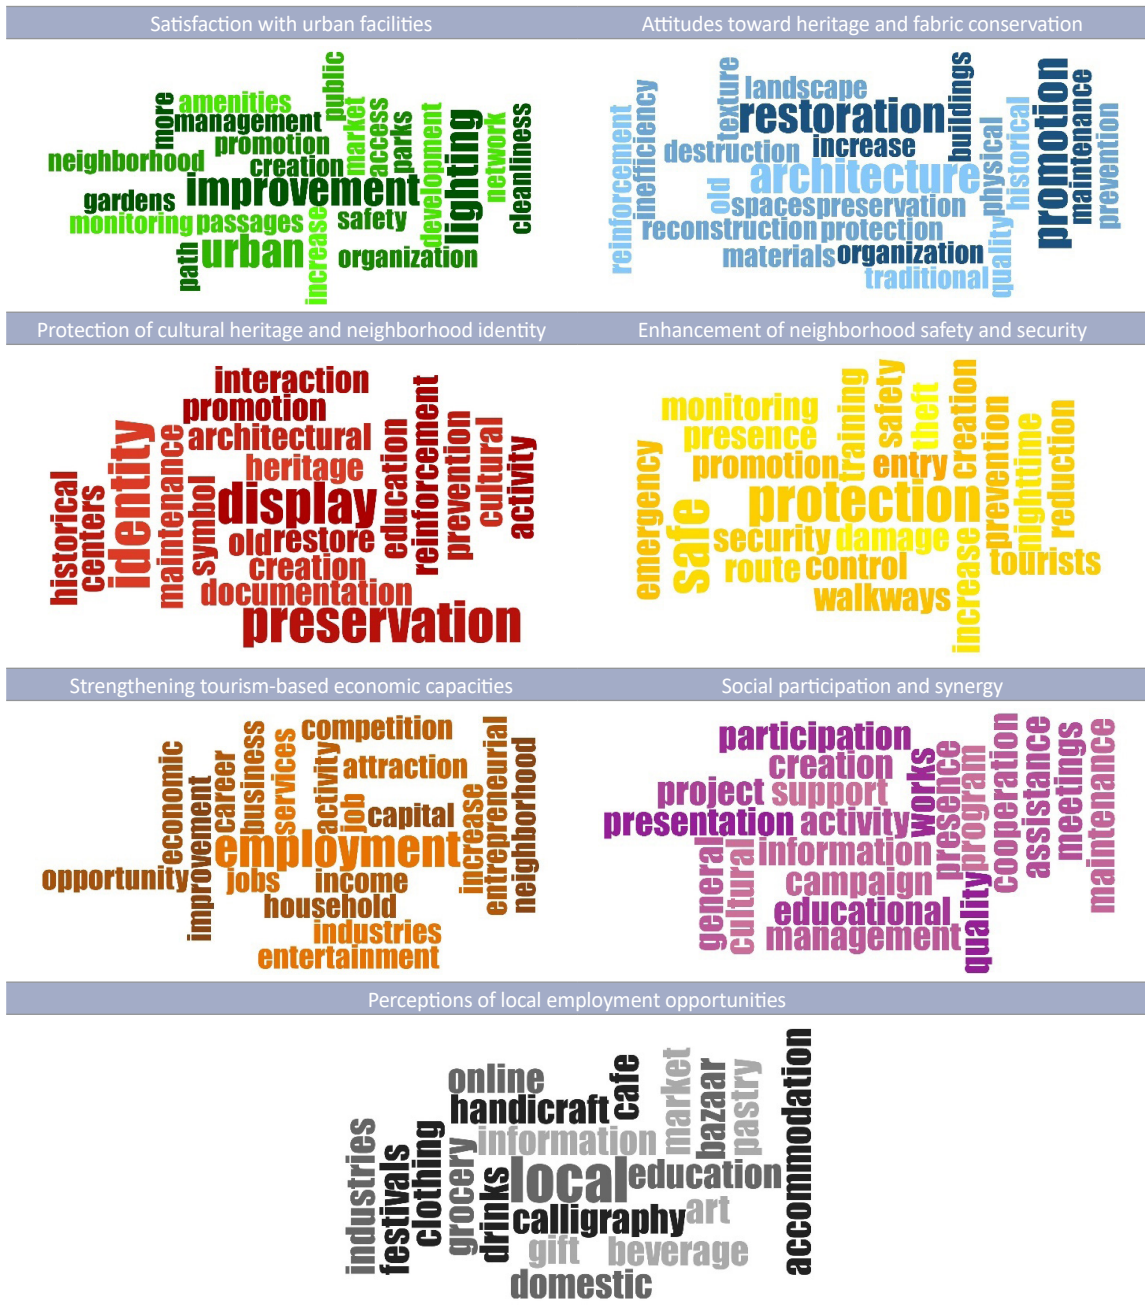 Satisfaction with urban facilities
public
more
amenities
management
promotion
creation
market
access
parks
development
lighting
network
cleanliness
neighborhood
improvement
gardens
monitoring
passages
increase
safety
path
urban
organization
Attitudes toward heritage and fabric conservation
reinforcement
inefficiency
texture
landscape
restoration
increase
buildings
destruction
architecture
physical
historical
promotion
maintenance
prevention
old
spaces
preservation
reconstruction
protection
materials
organization
traditional
quality
Protection of cultural heritage and neighborhood identity
interaction
promotion
architectural
heritage
display
education
reinforcement
prevention
cultural
activity
historical
centers
identity
maintenance
symbol
old
restore
creation
documentation
preservation
Enhancement of neighborhood safety and security
monitoring
presence
promotion
training
safety
theft
entry
creation
prevention
nighttime
reduction
emergency
safe
protection
security
damage
route
control
walkways
increase
tourists
Strengthening tourism-based economic capacities
competition
attraction
economic
improvement
career
business
services
activity
job
capital
increase
entrepreneurial
neighborhood
employment
opportunity
jobs
income
household
industries
entertainment
Social participation and synergy
participation
creation
project
support
works
presence
program
cooperation
assistance
meetings
maintenance
presentation
activity
general
cultural
information
campaign
educational
management
quality
Perceptions of local employment opportunities
online
handicraft
cafe
market
bazaar
pastry
accommodation
industries
festivals
clothing
grocery
drinks
information
local
education
calligraphy
art
gift
beverage
domestic